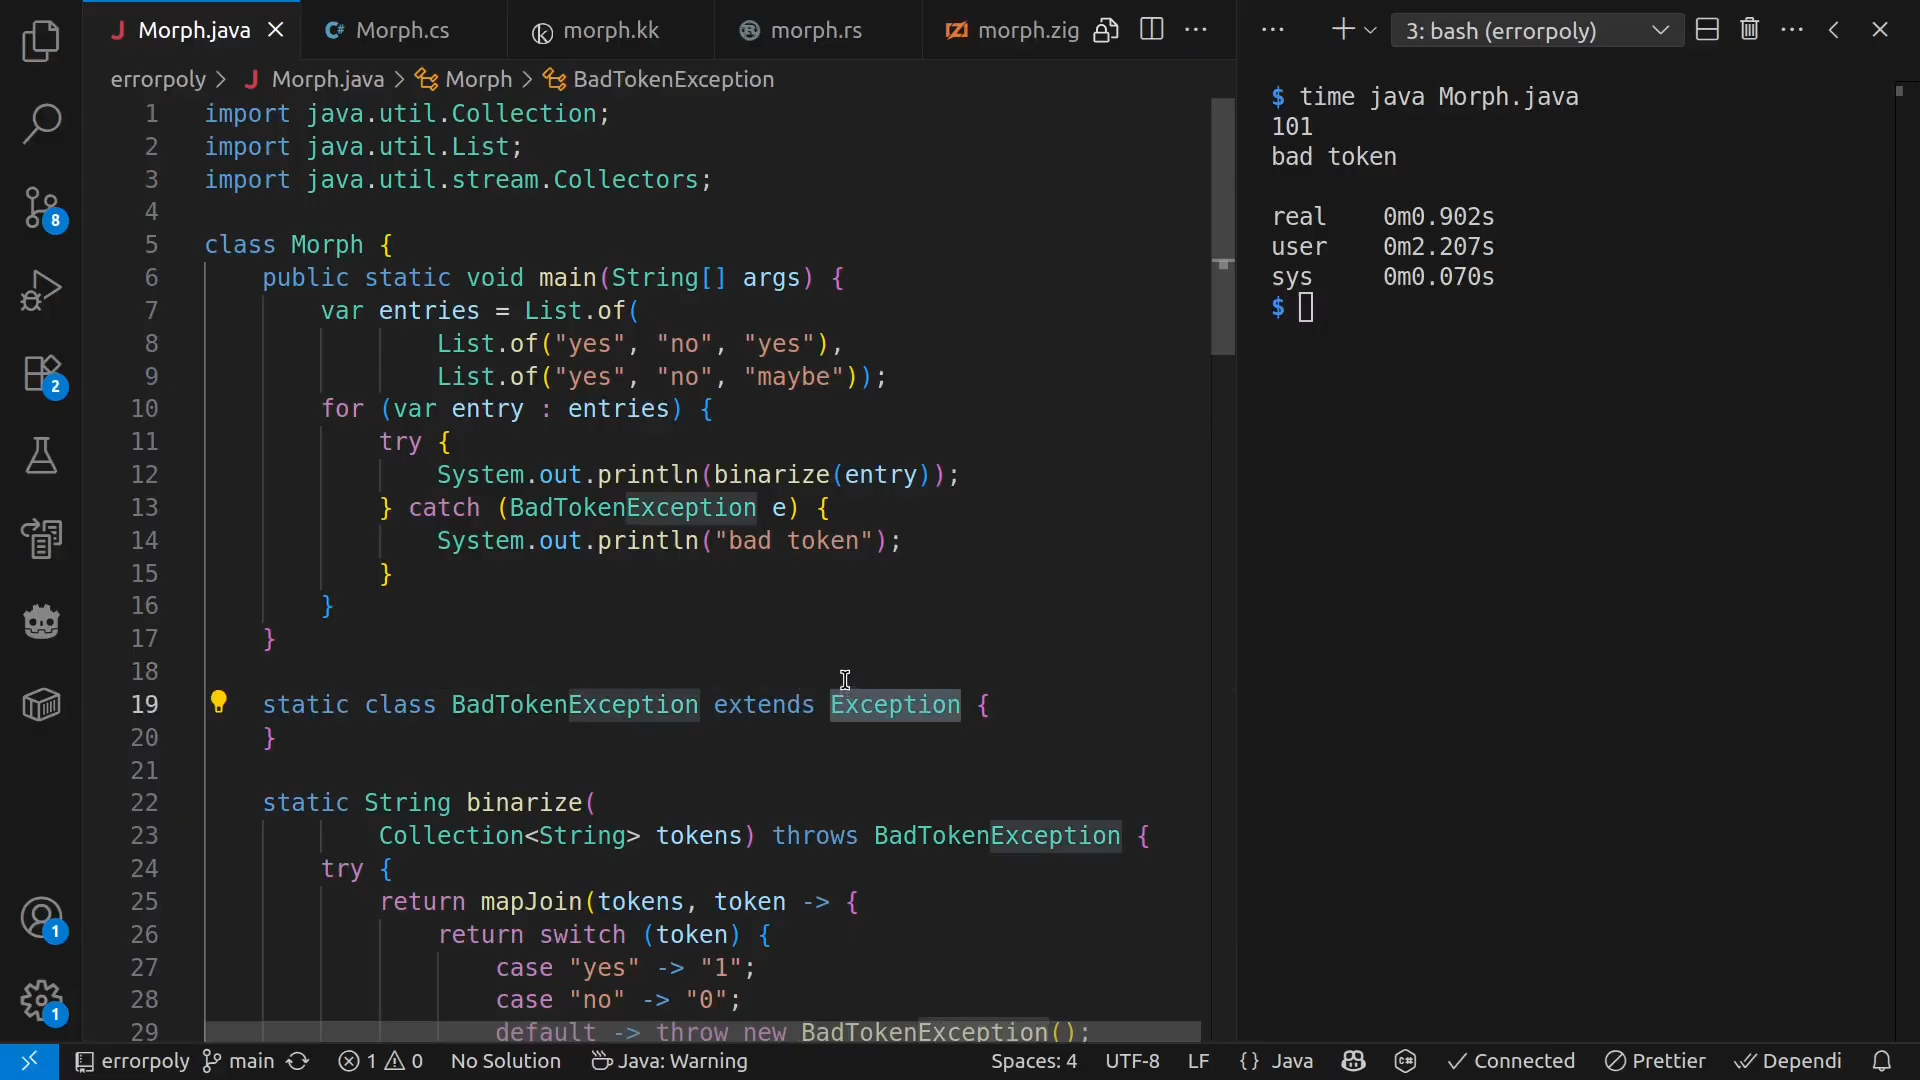 Morph.java
Morph.cs
morph.kk
morph.rs
morph.zig
3: bash (errorpoly)
errorpoly > Morph.java > Morph > BadTokenException
1 import java.util.Collection;
2 import java.util.List;
3 import java.util.stream.Collectors;
4
5 class Morph {
6 public static void main(String[] args) {
7 var entries = List.of(
8 List.of("yes", "no", "yes"),
9 List.of("yes", "no", "maybe"));
10 for (var entry : entries) {
11 try {
12 System.out.println(binarize(entry));
13 } catch (BadTokenException e) {
14 System.out.println("bad token");
15 }
16 }
17 }
18
19 static class BadTokenException extends Exception {
20 }
21
22 static String binarize(
23 Collection<String> tokens) throws BadTokenException {
24 try {
25 return mapJoin(tokens, token -> {
26 return switch (token) {
27 case "yes" -> "1";
28 case "no" -> "0";
29 default -> throw new BadTokenException();
$ time java Morph.java
101
bad token
real 0m0.902s
user 0m2.207s
sys 0m0.070s
$
8
2
1
1
errorpoly main 1 0 No Solution Java: Warning Spaces: 4 UTF-8 LF {} Java Connected Prettier Dependi